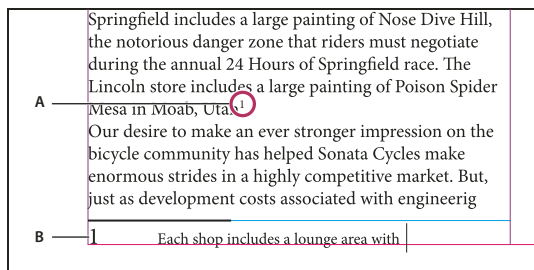 Springfield includes a large painting of Nose Dive Hill,
the notorious danger zone that riders must negotiate
during the annual 24 Hours of Springfield race. The
Lincoln store includes a large painting of Poison Spider
A Mesa in Moab, Utah1
Our desire to make an ever stronger impression on the
bicycle community has helped Sonata Cycles make
enormous strides in a highly competitive market. But,
just as development costs associated with engineerig
B 1 Each shop includes a lounge area with